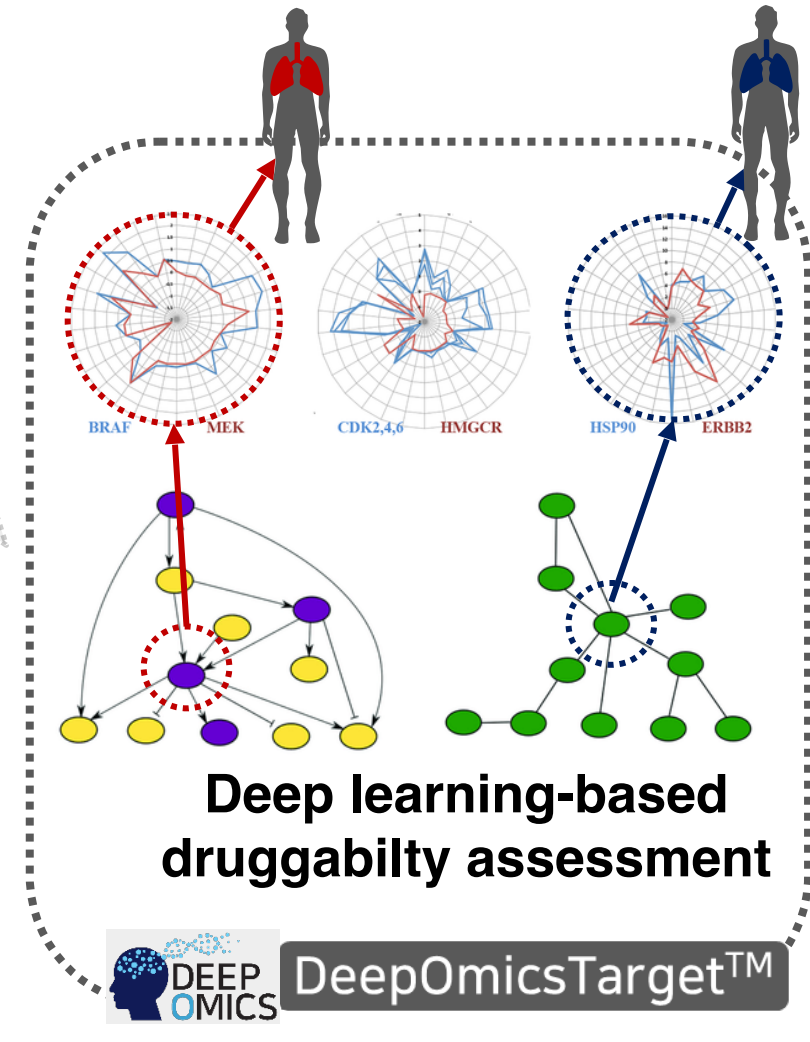 BRAF MEK CDK2,4,6 HMGCR HSP90 ERBB2
Deep learning-based
druggabilty assessment
DEEP
OMICS
DeepOmicsTarget™